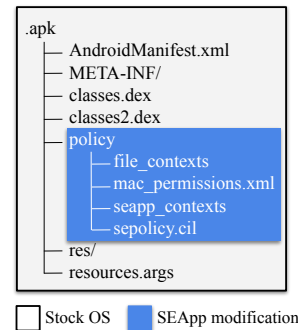 .apk
AndroidManifest.xml
META-INF/
classes.dex
classes2.dex
policy
file_contexts
mac_permissions.xml
seapp_contexts
sepolicy.cil
res/
resources.args
Stock OS
SEApp modification